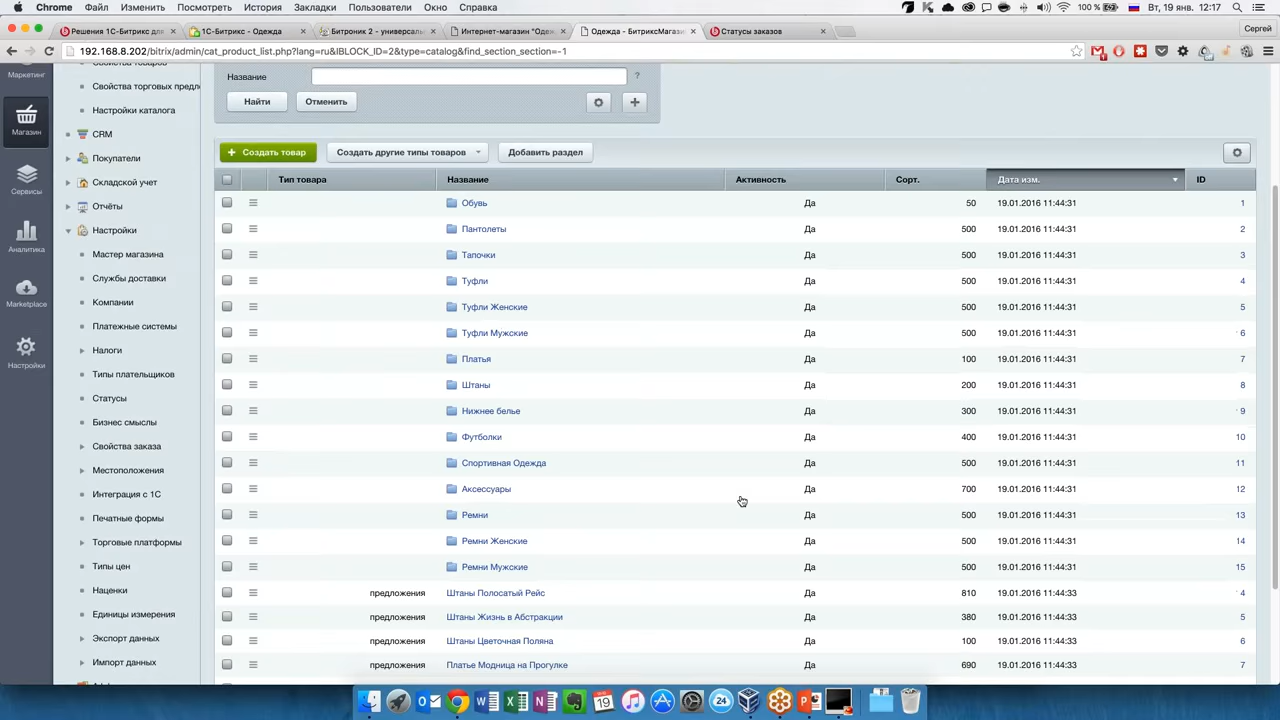 Chrome Файл Изменить Посмотреть История Закладки Пользователи Окно Справка 100 % Вт, 19 янв. 12:17
Решения 1С-Битрикс для 1С-Битрикс - Одежда Битроник 2 - универсаль Интернет-магазин "Одежд Одежда - БитриксМагази Статусы заказов Сергей
192.168.8.202/bitrix/admin/cat_product_list.php?lang=ru&IBLOCK_ID=2&type=catalog&find_section_section=-1
Маркетинг
Магазин
Сервисы
Аналитика
Marketplace
Настройки
Свойства товаров
Свойства торговых предл
Настройки каталога
CRM
Покупатели
Складской учет
Отчёты
Настройки
Мастер магазина
Службы доставки
Компании
Платежные системы
Налоги
Типы плательщиков
Статусы
Бизнес смыслы
Свойства заказа
Местоположения
Интеграция с 1С
Печатные формы
Торговые платформы
Типы цен
Наценки
Единицы измерения
Экспорт данных
Импорт данных
Название ?
Найти Отменить
+ Создать товар Создать другие типы товаров Добавить раздел
Тип товара Название Активность Сорт. Дата изм. ID
Обувь Да 50 19.01.2016 11:44:31 1
Пантолеты Да 500 19.01.2016 11:44:31 2
Тапочки Да 500 19.01.2016 11:44:31 3
Туфли Да 500 19.01.2016 11:44:31 4
Туфли Женские Да 500 19.01.2016 11:44:31 5
Туфли Мужские Да 500 19.01.2016 11:44:31 6
Платья Да 100 19.01.2016 11:44:31 7
Штаны Да 200 19.01.2016 11:44:31 8
Нижнее белье Да 300 19.01.2016 11:44:31 9
Футболки Да 400 19.01.2016 11:44:31 10
Спортивная Одежда Да 500 19.01.2016 11:44:31 11
Аксессуары Да 700 19.01.2016 11:44:31 12
Ремни Да 500 19.01.2016 11:44:31 13
Ремни Женские Да 500 19.01.2016 11:44:31 14
Ремни Мужские Да 500 19.01.2016 11:44:31 15
предложения Штаны Полосатый Рейс Да 810 19.01.2016 11:44:33 4
предложения Штаны Жизнь в Абстракции Да 380 19.01.2016 11:44:33 5
предложения Штаны Цветочная Поляна Да 100 19.01.2016 11:44:33 6
предложения Платье Модница на Прогулке Да 690 19.01.2016 11:44:33 7